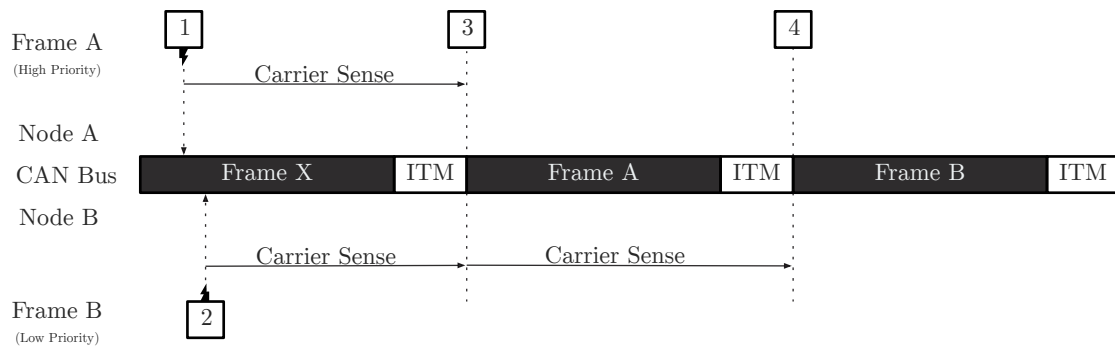 1 3 4
Frame A
(High Priority)
Carrier Sense
Node A
CAN Bus Frame X ITM Frame A ITM Frame B ITM
Node B
Carrier Sense Carrier Sense
Frame B 2
(Low Priority)